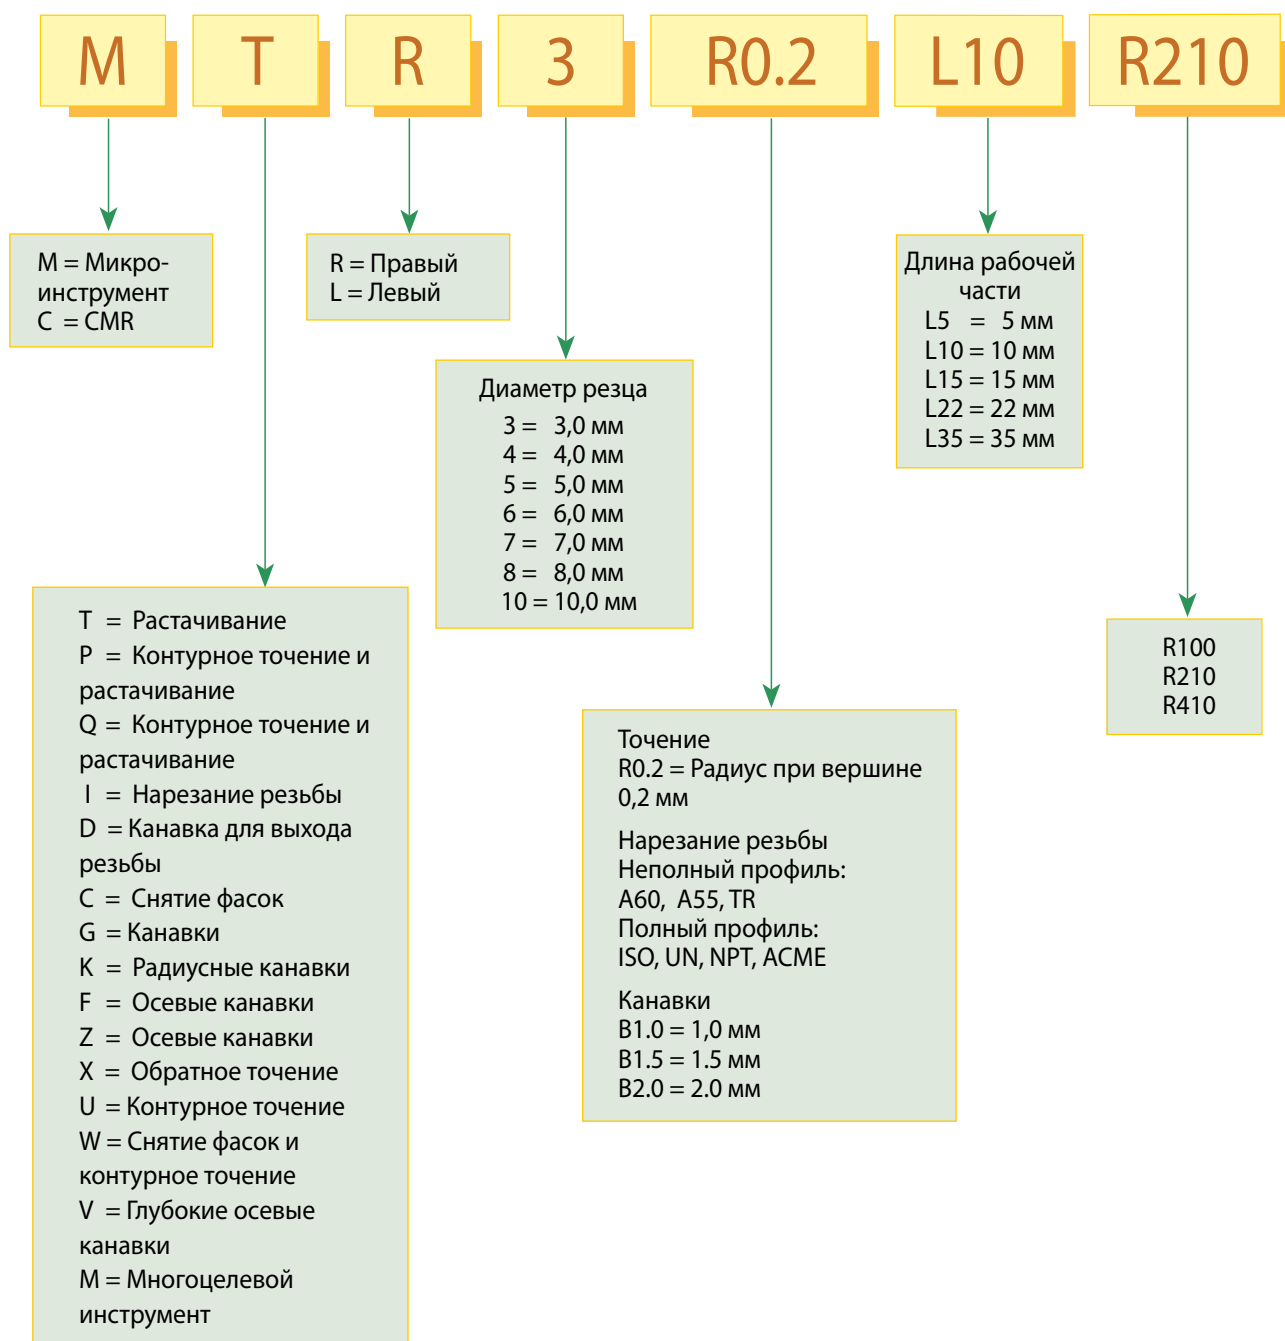 M T R 3 R0.2 L10 R210
M = Микро-
инструмент
C = CMR
R = Правый
L = Левый
Длина рабочей
части
L5 = 5 мм
L10 = 10 мм
L15 = 15 мм
L22 = 22 мм
L35 = 35 мм
Диаметр резца
3 = 3,0 мм
4 = 4,0 мм
5 = 5,0 мм
6 = 6,0 мм
7 = 7,0 мм
8 = 8,0 мм
10 = 10,0 мм
T = Растачивание
P = Контурное точение и
растачивание
Q = Контурное точение и
растачивание
I = Нарезание резьбы
D = Канавка для выхода
резьбы
C = Снятие фасок
G = Канавки
K = Радиусные канавки
F = Осевые канавки
Z = Осевые канавки
X = Обратное точение
U = Контурное точение
W = Снятие фасок и
контурное точение
V = Глубокие осевые
канавки
M = Многоцелевой
инструмент
Точение
R0.2 = Радиус при вершине
0,2 мм
Нарезание резьбы
Неполный профиль:
A60, A55, TR
Полный профиль:
ISO, UN, NPT, ACME
Канавки
B1.0 = 1,0 мм
B1.5 = 1.5 мм
B2.0 = 2.0 мм
R100
R210
R410